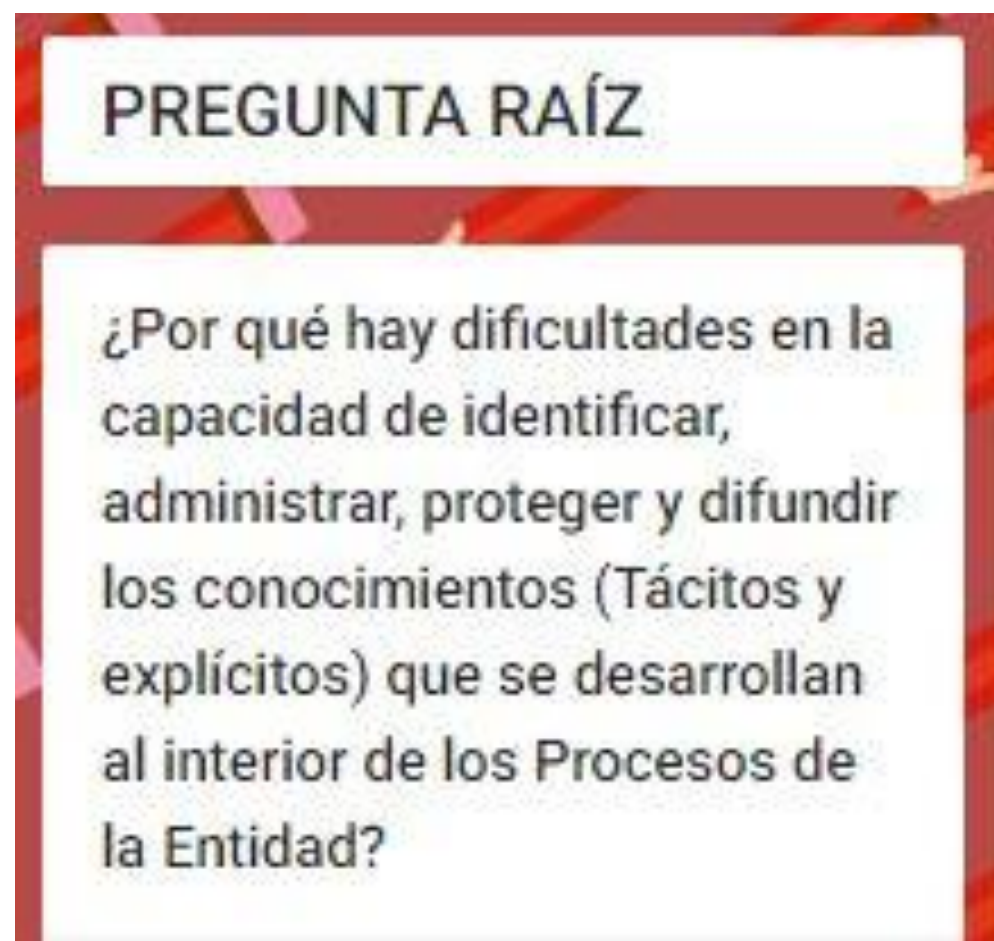 PREGUNTA RAÍZ
¿Por qué hay dificultades en la
capacidad de identificar,
administrar, proteger y difundir
los conocimientos (Tácitos y
explícitos) que se desarrollan
al interior de los Procesos de
la Entidad?